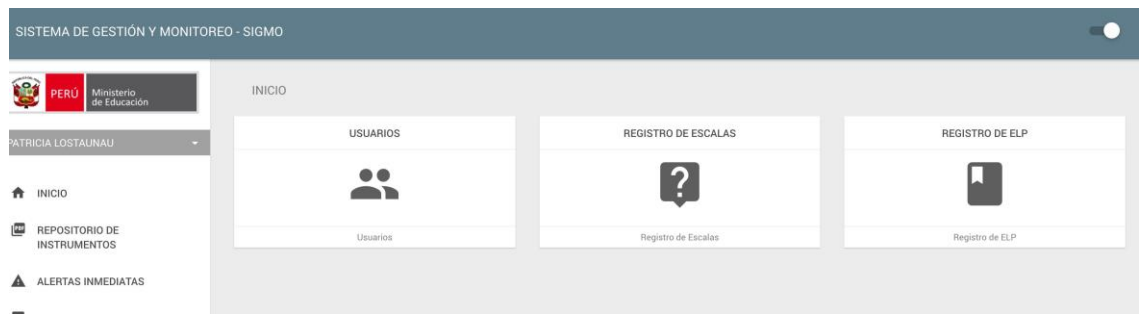 SISTEMA DE GESTIÓN Y MONITOREO - SIGMO
PERÚ
Ministerio
de Educación
PATRICIA LOSTAUNAU
INICIO
REPOSITORIO DE
INSTRUMENTOS
ALERTAS INMEDIATAS
INICIO
USUARIOS
Usuarios
REGISTRO DE ESCALAS
Registro de Escalas
REGISTRO DE ELP
Registro de ELP